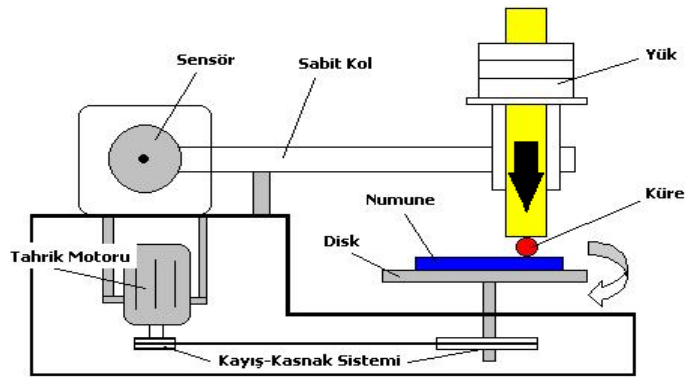 Sensör
Sabit Kol
Yük
Numune
Küre
Disk
Tahrik Motoru
Kayış-Kasnak Sistemi